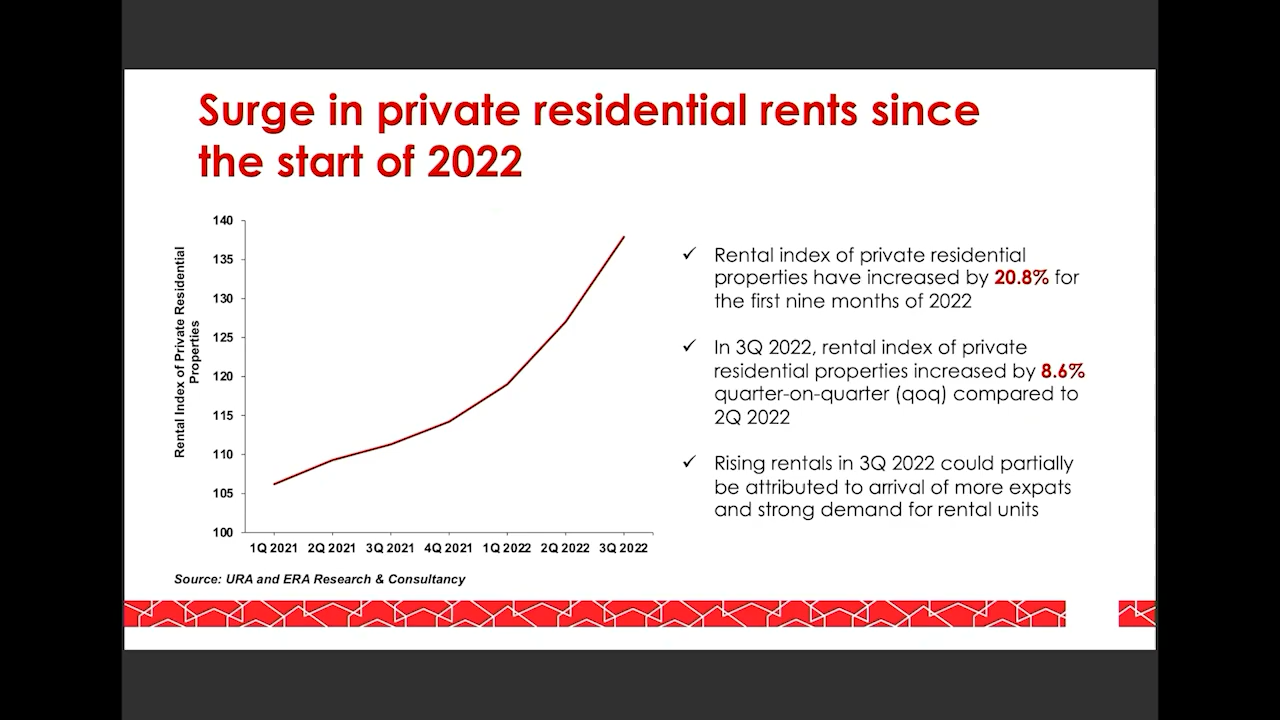 Surge in private residential rents since
the start of 2022
Rental Index of Private Residential
Properties
140
135
130
125
120
115
110
105
100
1Q 2021 2Q 2021 3Q 2021 4Q 2021 1Q 2022 2Q 2022 3Q 2022
Source: URA and ERA Research & Consultancy
✓ Rental index of private residential
properties have increased by 20.8% for
the first nine months of 2022
✓ In 3Q 2022, rental index of private
residential properties increased by 8.6%
quarter-on-quarter (qoq) compared to
2Q 2022
✓ Rising rentals in 3Q 2022 could partially
be attributed to arrival of more expats
and strong demand for rental units